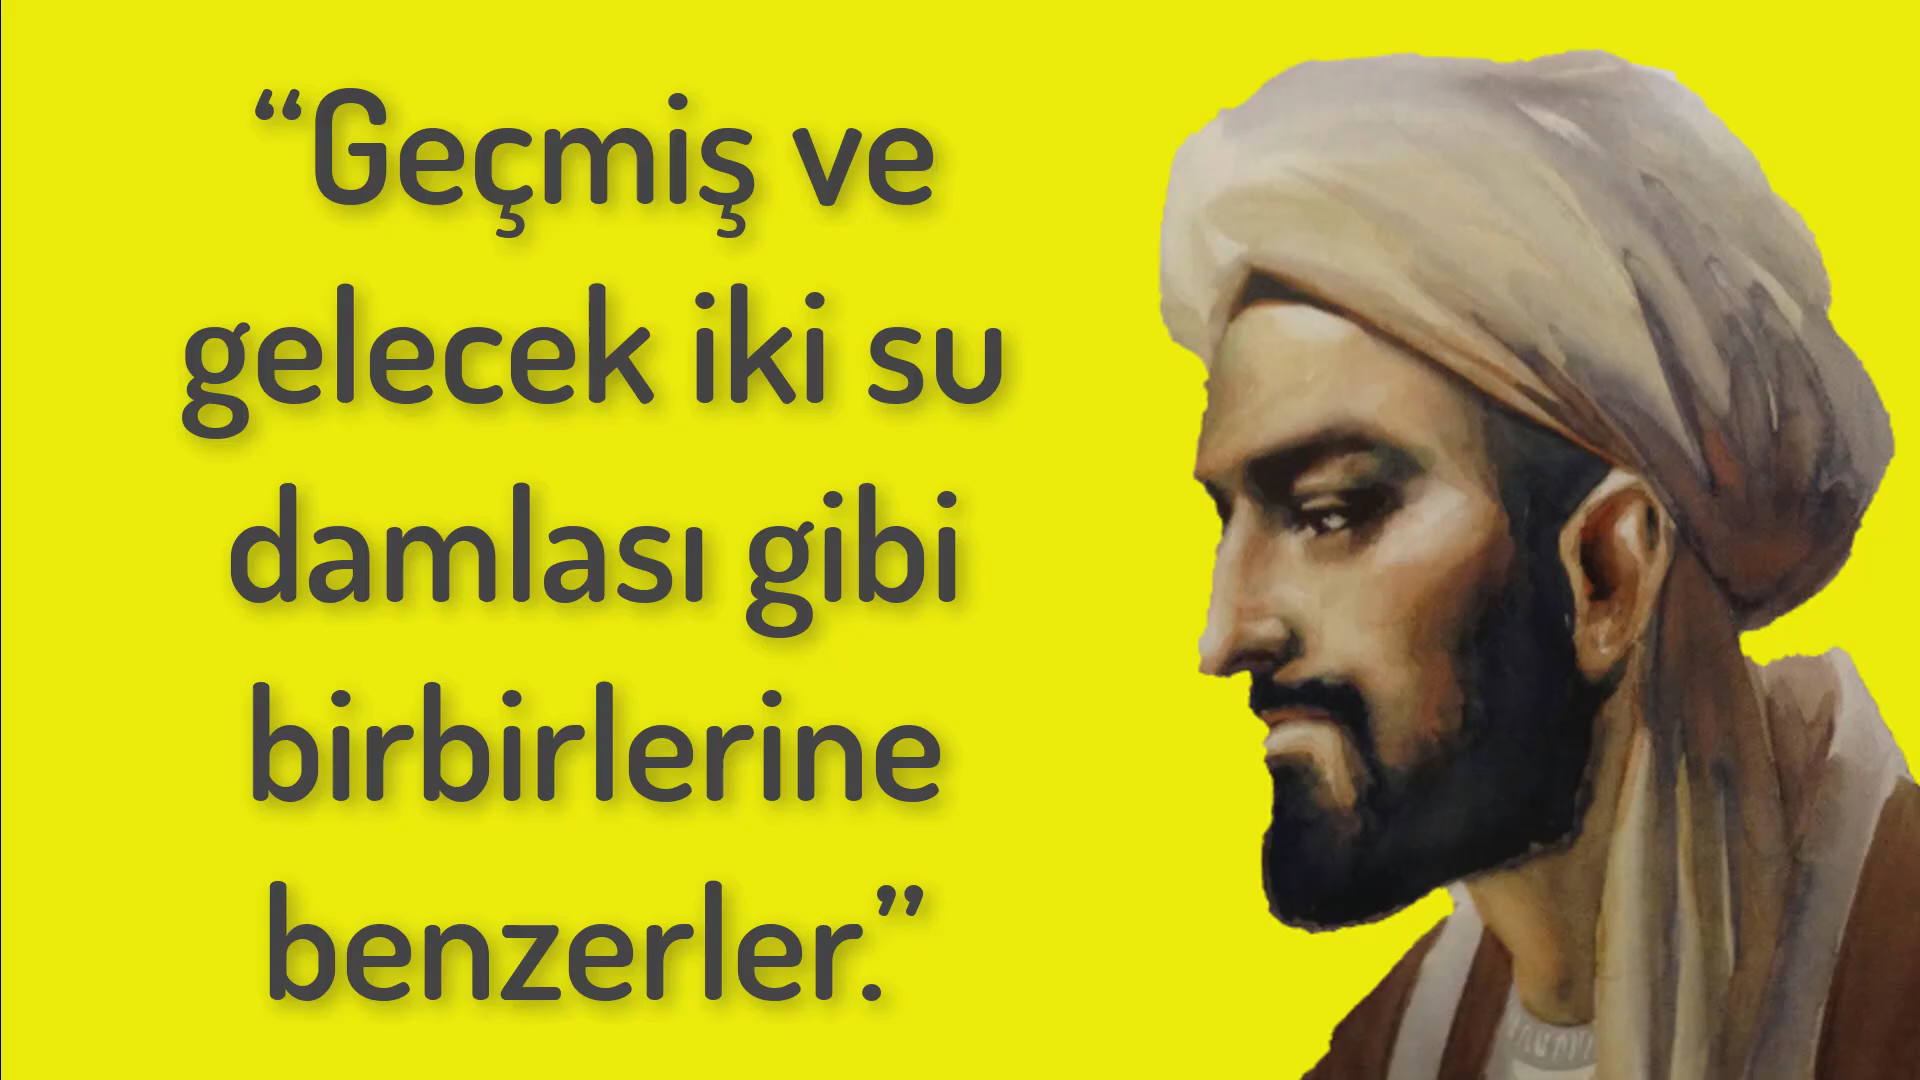 “Geçmiş ve
gelecek iki su
damlası gibi
birbirlerine
benzerler.”